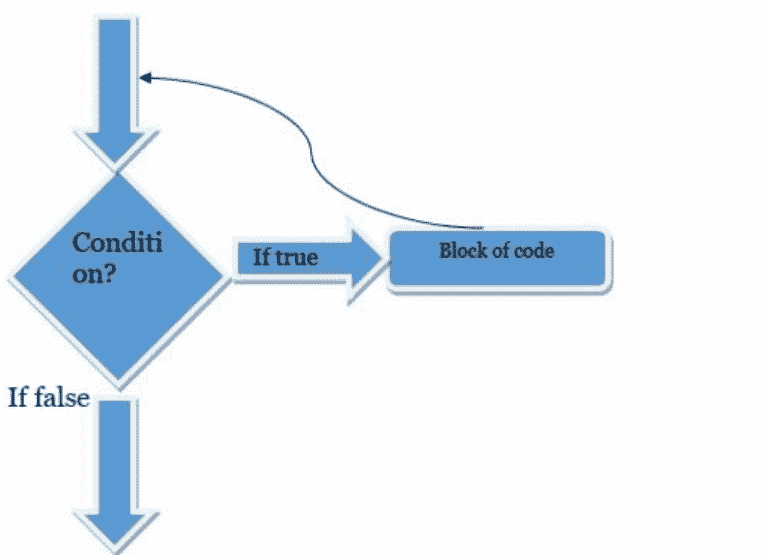 Conditi
on?
If true
Block of code
If false